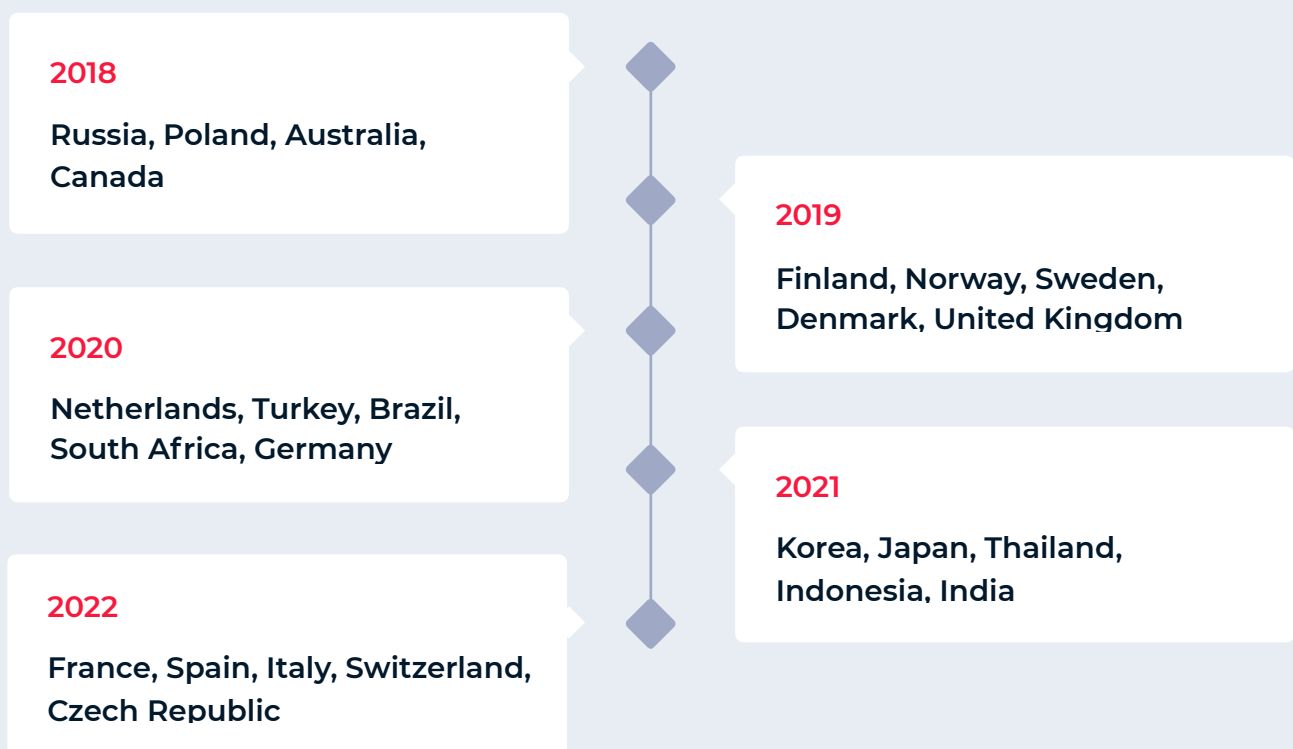 2018
Russia, Poland, Australia,
Canada
2019
Finland, Norway, Sweden,
Denmark, United Kingdom
2020
Netherlands, Turkey, Brazil,
South Africa, Germany
2021
Korea, Japan, Thailand,
Indonesia, India
2022
France, Spain, Italy, Switzerland,
Czech Republic